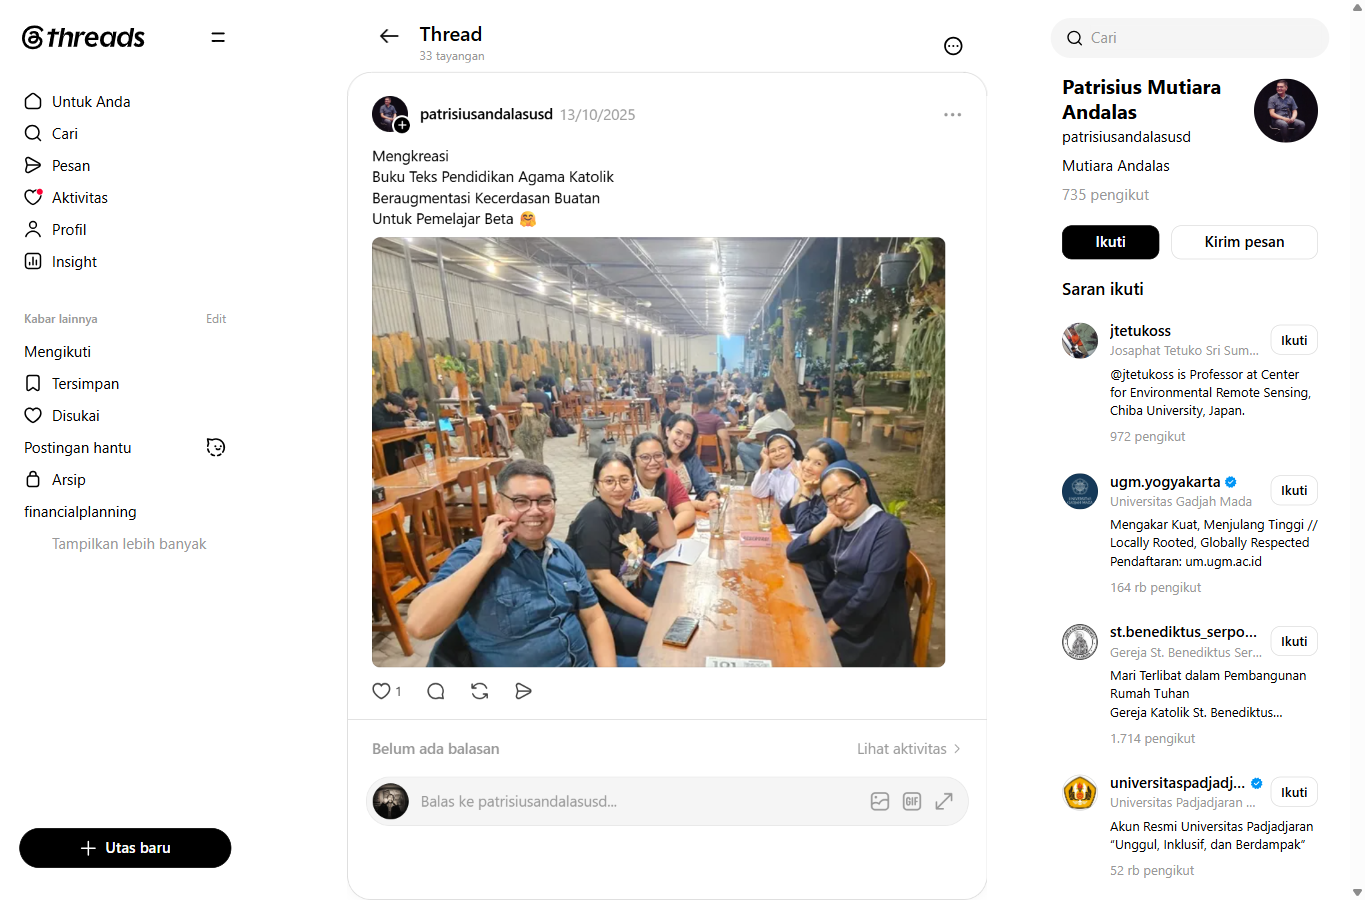 threads
Untuk Anda
Cari
Pesan
Aktivitas
Profil
Insight
Kabar lainnya
Edit
Mengikuti
Tersimpan
Disukai
Postingan hantu
Arsip
financialplanning
Tampilkan lebih banyak
Utas baru
Thread
33 tayangan
patrisiusandalasusd 13/10/2025
Mengkreasi
Buku Teks Pendidikan Agama Katolik
Beraugmentasi Kecerdasan Buatan
Untuk Pemelajar Beta 🤗
1
Belum ada balasan
Lihat aktivitas
Balas ke patrisiusandalasusd...
GIF
Cari
Patrisius Mutiara
Andalas
patrisiusandalasusd
Mutiara Andalas
735 pengikut
Ikuti
Kirim pesan
Saran ikuti
jtetukoss
Josaphat Tetuko Sri Sum...
Ikuti
@jtetukoss is Professor at Center
for Environmental Remote Sensing,
Chiba University, Japan.
972 pengikut
ugm.yogyakarta
Universitas Gadjah Mada
Ikuti
Mengakar Kuat, Menjulang Tinggi //
Locally Rooted, Globally Respected
Pendaftaran: um.ugm.ac.id
164 rb pengikut
st.benediktus_serpo...
Gereja St. Benediktus Ser...
Ikuti
Mari Terlibat dalam Pembangunan
Rumah Tuhan
Gereja Katolik St. Benediktus...
1.714 pengikut
universitaspadjadj...
Universitas Padjadjaran ...
Ikuti
Akun Resmi Universitas Padjadjaran
“Unggul, Inklusif, dan Berdampak”
52 rb pengikut